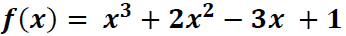 f(x) = x³ + 2x² − 3x + 1